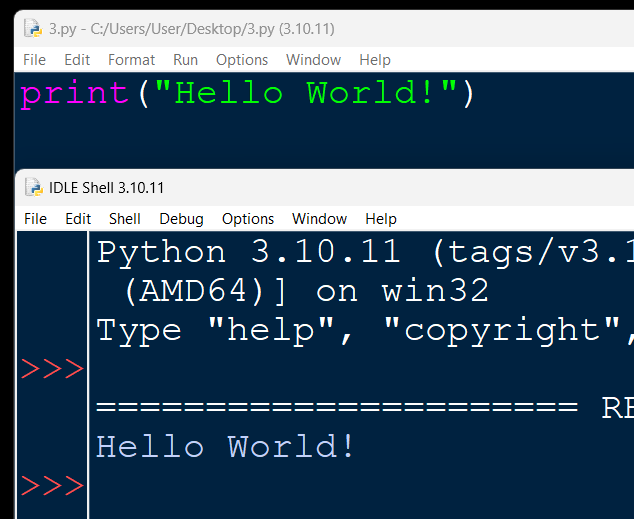 3.py - C:/Users/User/Desktop/3.py (3.10.11)
File Edit Format Run Options Window Help
print("Hello World!")
IDLE Shell 3.10.11
File Edit Shell Debug Options Window Help
Python 3.10.11 (tags/v3.1
(AMD64)] on win32
Type "help", "copyright",
>>>
====================== RE
Hello World!
>>>